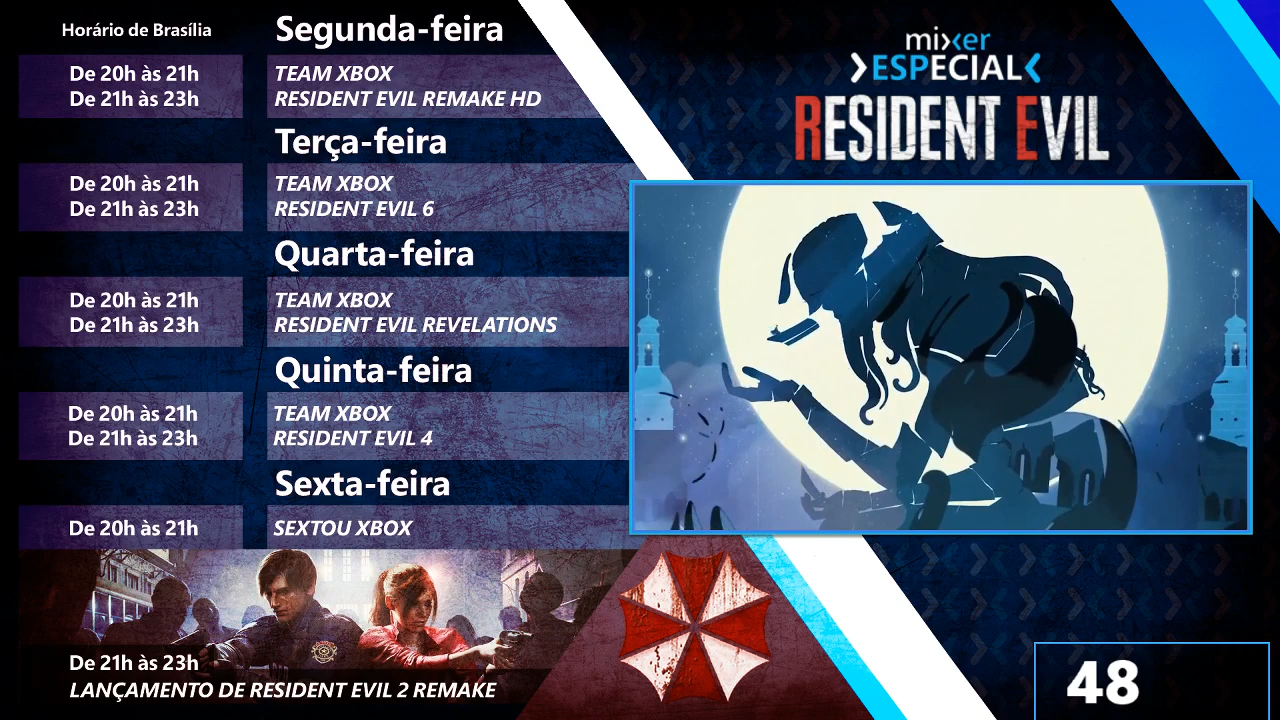 Horário de Brasília
Segunda-feira
De 20h às 21h
TEAM XBOX
De 21h às 23h
RESIDENT EVIL REMAKE HD
Terça-feira
De 20h às 21h
TEAM XBOX
De 21h às 23h
RESIDENT EVIL 6
Quarta-feira
De 20h às 21h
TEAM XBOX
De 21h às 23h
RESIDENT EVIL REVELATIONS
Quinta-feira
De 20h às 21h
TEAM XBOX
De 21h às 23h
RESIDENT EVIL 4
Sexta-feira
De 20h às 21h
SEXTOU XBOX
De 21h às 23h
LANÇAMENTO DE RESIDENT EVIL 2 REMAKE
mixer
ESPECIAL
RESIDENT EVIL
48